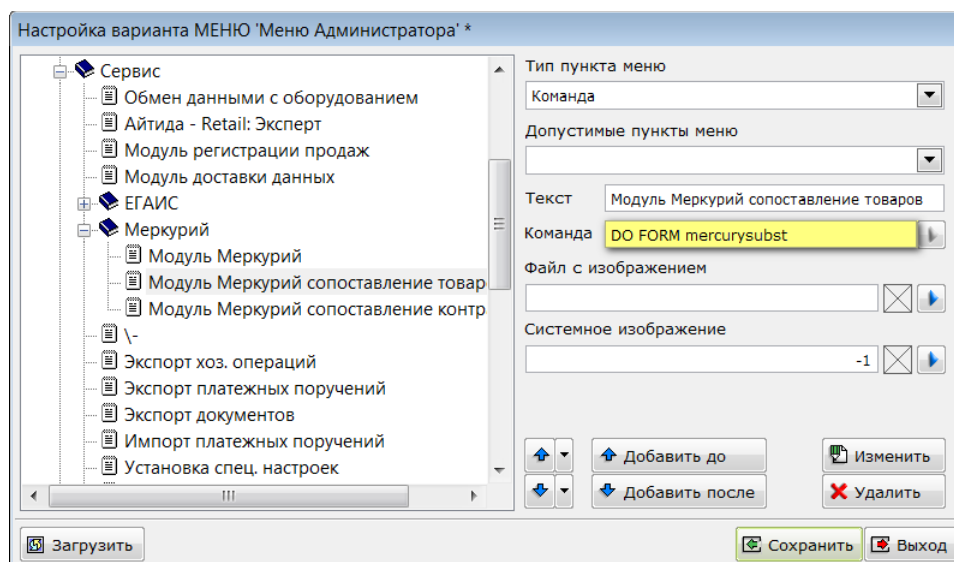 Настройка варианта МЕНЮ 'Меню Администратора' *
Сервис
Обмен данными с оборудованием
Айтида - Retail: Эксперт
Модуль регистрации продаж
Модуль доставки данных
ЕГАИС
Меркурий
Модуль Меркурий
Модуль Меркурий сопоставление товар
Модуль Меркурий сопоставление контр
\-
Экспорт хоз. операций
Экспорт платежных поручений
Экспорт документов
Импорт платежных поручений
Установка спец. настроек
Тип пункта меню
Команда
Допустимые пункты меню
Текст Модуль Меркурий сопоставление товаров
Команда DO FORM mercurysubst
Файл с изображением
Системное изображение
-1
Добавить до Изменить
Добавить после Удалить
Загрузить Сохранить Выход